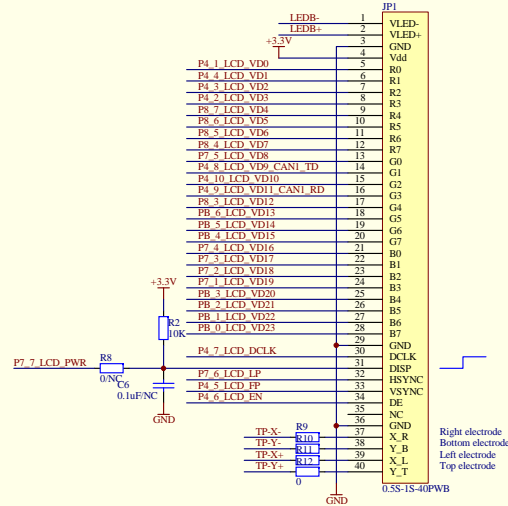 JP1
LEDB- 1 VLED-
LEDB+ 2 VLED+
+3.3V 3 GND
4 Vdd
P4_1_LCD_VD0 5 R0
P4_4_LCD_VD1 6 R1
P4_3_LCD_VD2 7 R2
P4_2_LCD_VD3 8 R3
P8_7_LCD_VD4 9 R4
P8_6_LCD_VD5 10 R5
P8_5_LCD_VD6 11 R6
P8_4_LCD_VD7 12 R7
P7_5_LCD_VD8 13 G0
P4_8_LCD_VD9_CAN1_TD 14 G1
P4_10_LCD_VD10 15 G2
P4_9_LCD_VD11_CAN1_RD 16 G3
P8_3_LCD_VD12 17 G4
PB_6_LCD_VD13 18 G5
PB_5_LCD_VD14 19 G6
PB_4_LCD_VD15 20 G7
P7_4_LCD_VD16 21 B0
P7_3_LCD_VD17 22 B1
P7_2_LCD_VD18 23 B2
P7_1_LCD_VD19 24 B3
+3.3V
PB_3_LCD_VD20 25 B4
PB_2_LCD_VD21 26 B5
PB_1_LCD_VD22 27 B6
PB_0_LCD_VD23 28 B7
R2
10K
29 GND
P4_7_LCD_DCLK 30 DCLK
P7_7_LCD_PWR R8 31 DISP
0/NC
P7_6_LCD_LP 32 HSYNC
C6
0.1uF/NC
P4_5_LCD_FP 33 VSYNC
P4_6_LCD_EN 34 DE
35 NC
GND
36 GND
TP-X- R9 37 X_R Right electrode
TP-Y- R10 38 Y_B Bottom electrode
TP-X+ R11 39 X_L Left electrode
TP-Y+ R12 40 Y_T Top electrode
0
0.5S-1S-40PWB
GND